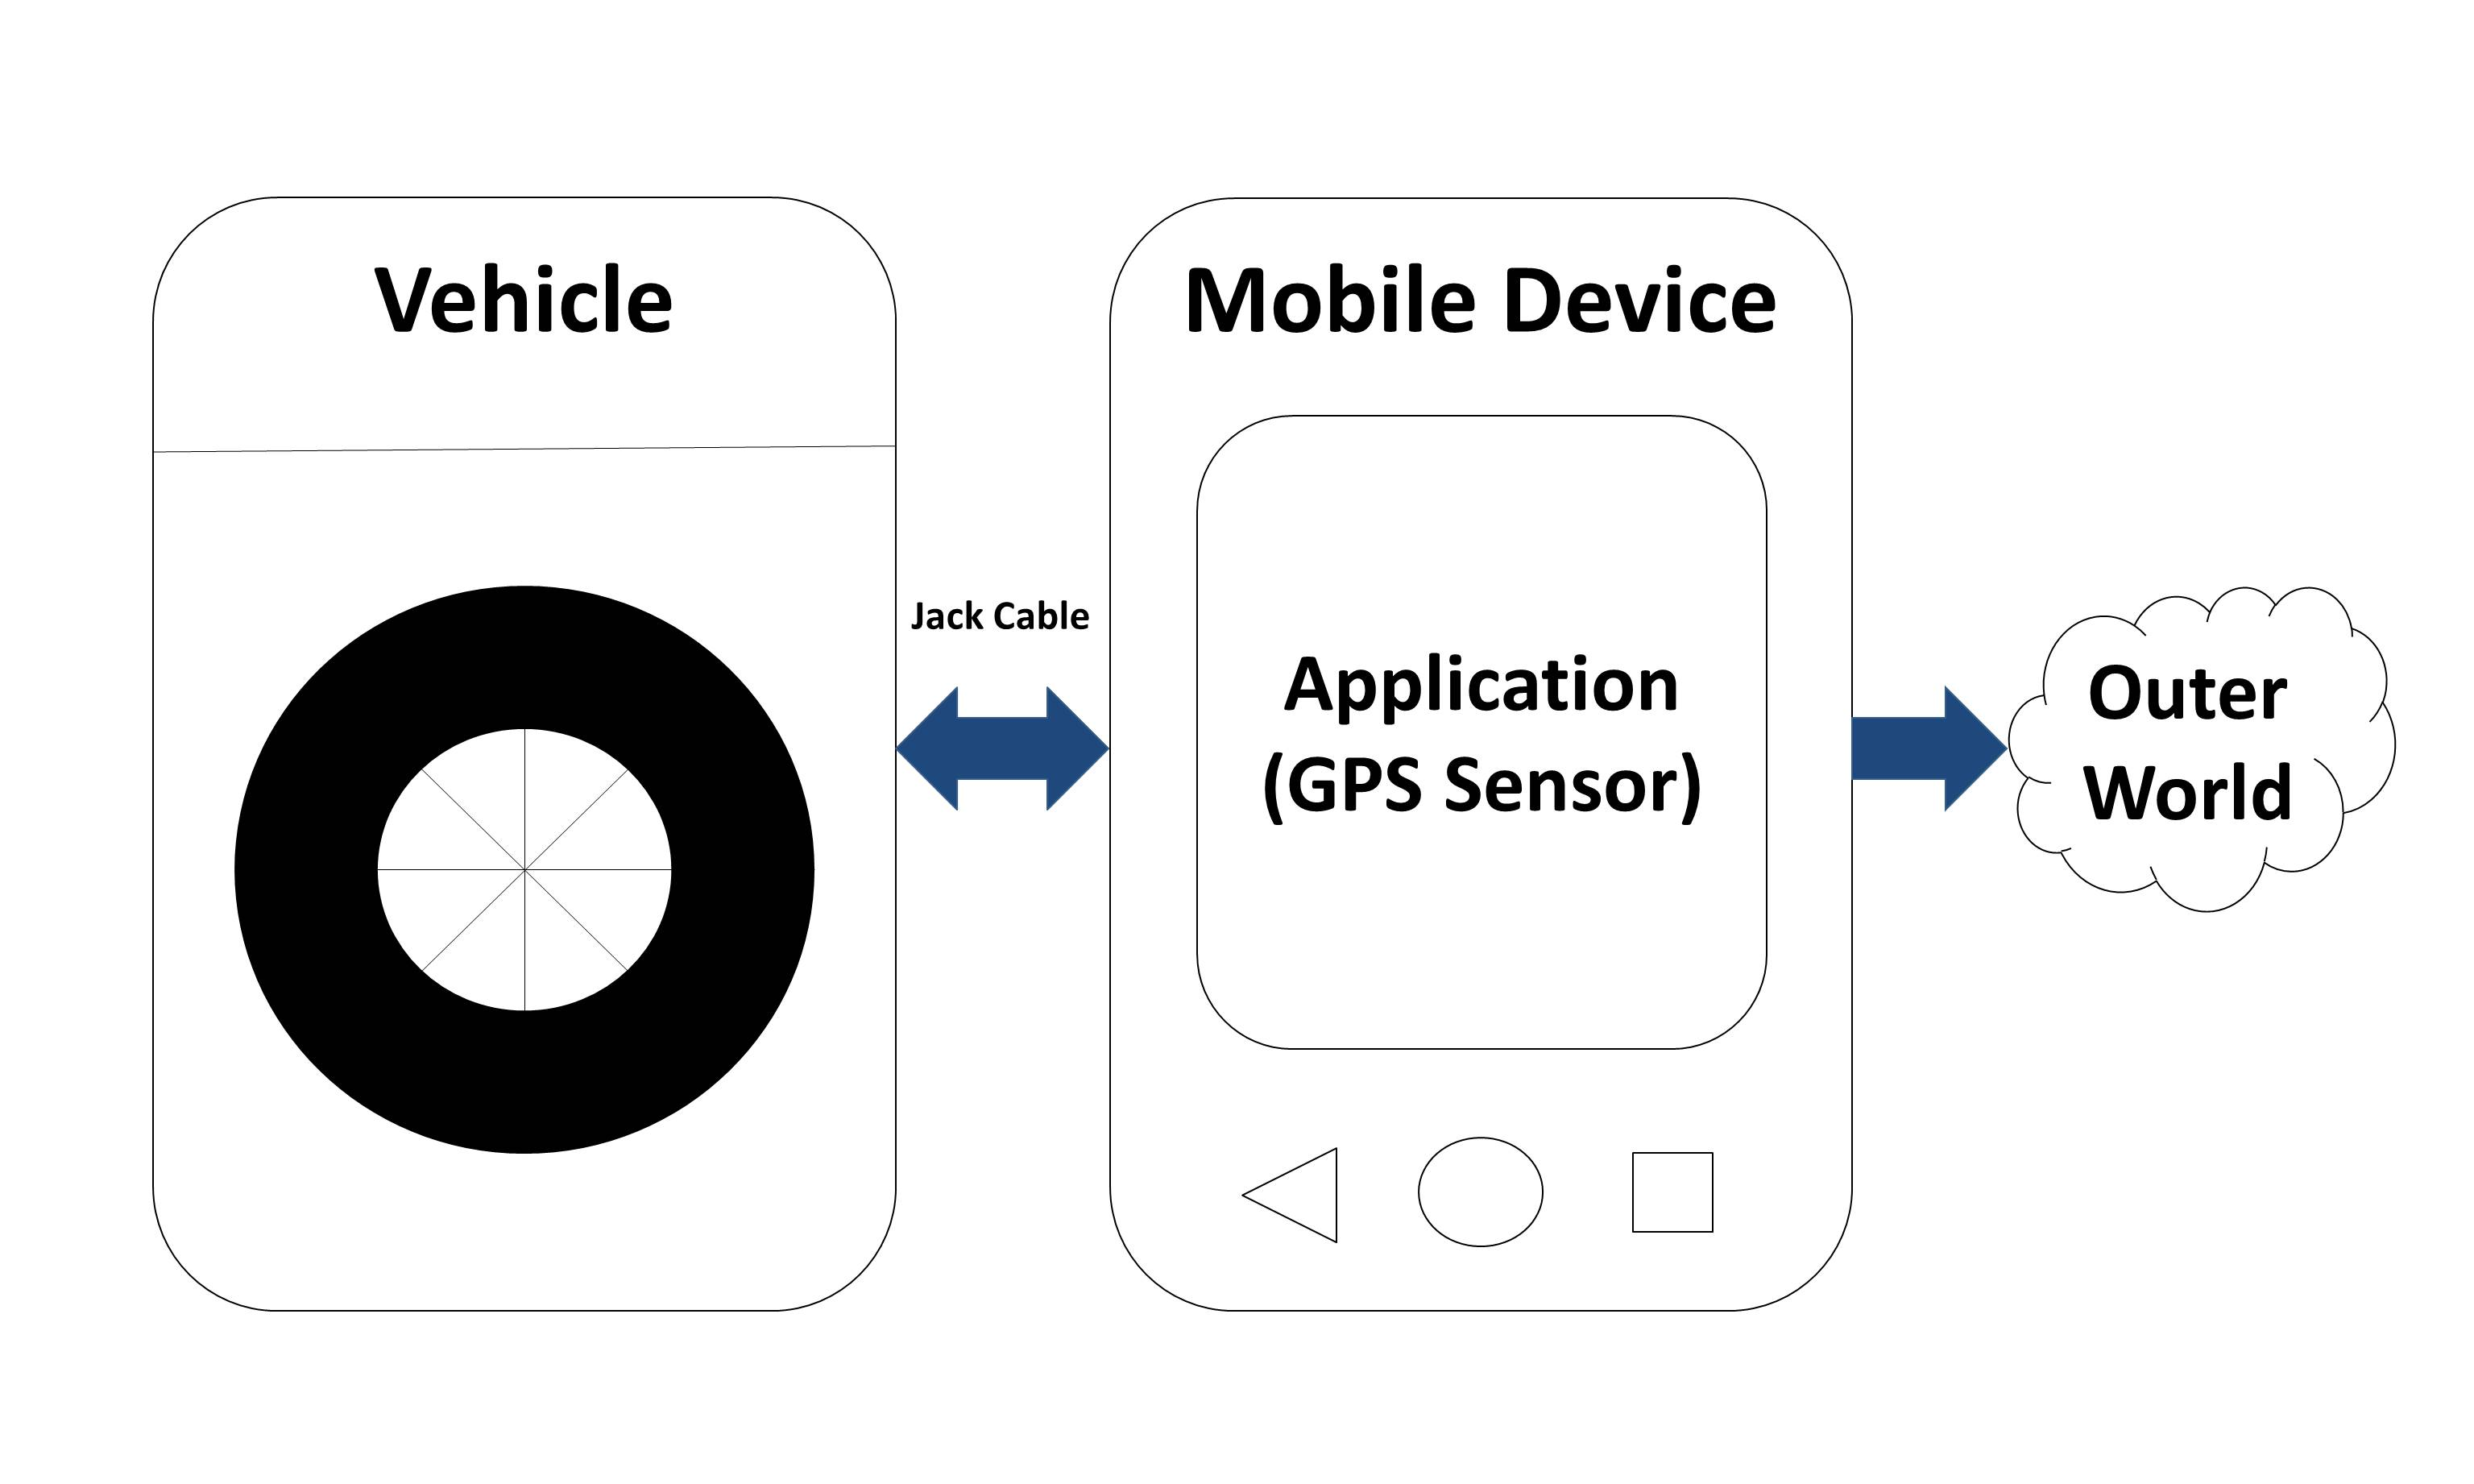 Vehicle
Jack Cable
Mobile Device
Application
(GPS Sensor)
Outer
World